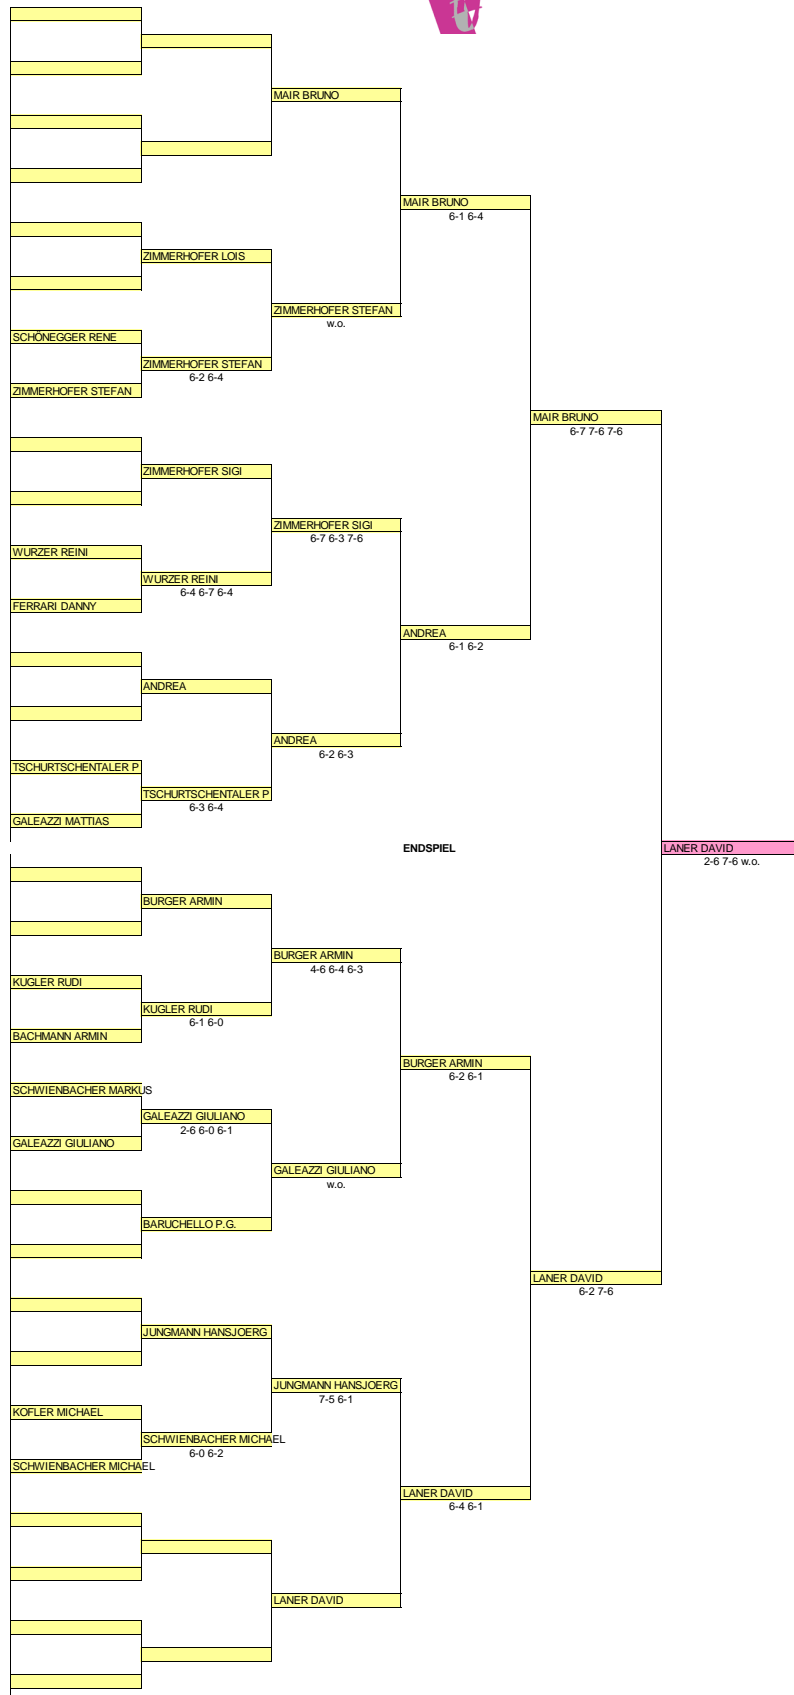 MAIR BRUNO
MAIR BRUNO
6-1 6-4
ZIMMERHOFER LOIS
ZIMMERHOFER STEFAN
w.o.
SCHÖNEGGER RENE
ZIMMERHOFER STEFAN
6-2 6-4
ZIMMERHOFER STEFAN
MAIR BRUNO
6-7 7-6 7-6
ZIMMERHOFER SIGI
ZIMMERHOFER SIGI
6-7 6-3 7-6
WURZER REINI
WURZER REINI
6-4 6-7 6-4
FERRARI DANNY
ANDREA
6-1 6-2
ANDREA
ANDREA
6-2 6-3
TSCHURTSCHENTALER P
TSCHURTSCHENTALER P
6-3 6-4
GALEAZZI MATTIAS
ENDSPIEL
LANER DAVID
2-6 7-6 w.o.
BURGER ARMIN
BURGER ARMIN
4-6 6-4 6-3
KUGLER RUDI
KUGLER RUDI
6-1 6-0
BACHMANN ARMIN
BURGER ARMIN
6-2 6-1
SCHWIENBACHER MARKUS
GALEAZZI GIULIANO
2-6 6-0 6-1
GALEAZZI GIULIANO
GALEAZZI GIULIANO
w.o.
BARUCHELLO P.G.
LANER DAVID
6-2 7-6
JUNGMANN HANSJOERG
JUNGMANN HANSJOERG
7-5 6-1
KOFLER MICHAEL
SCHWIENBACHER MICHAEL
6-0 6-2
SCHWIENBACHER MICHAEL
LANER DAVID
6-4 6-1
LANER DAVID